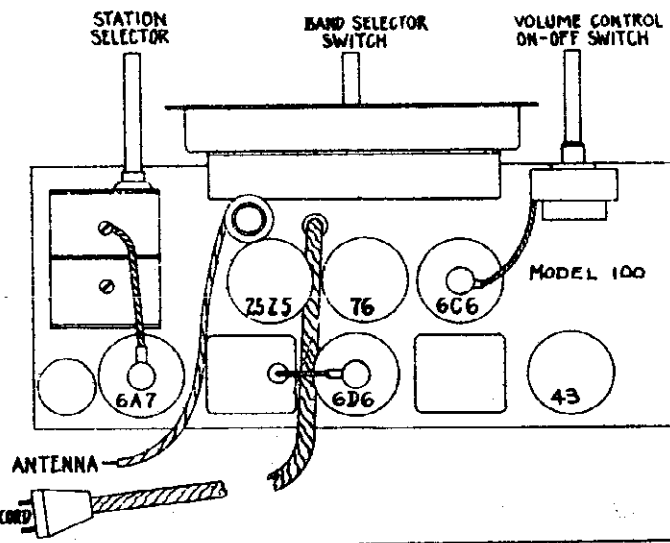 STATION
SELECTOR
BAND SELECTOR
SWITCH
VOLUME CONTROL
ON-OFF SWITCH
25Z5
76
6C6
MODEL 100
6A7
6D6
43
ANTENNA
CORD